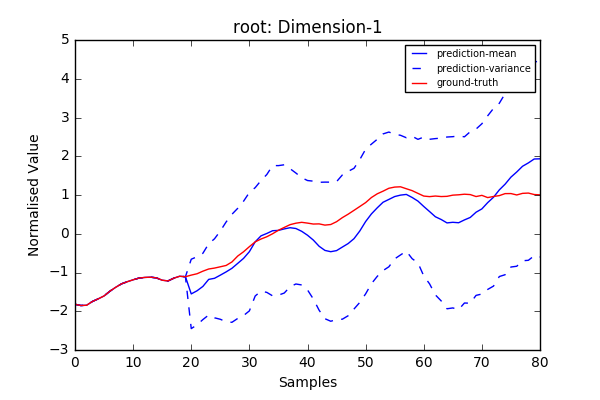 root: Dimension-1
5
4
3
2
1
0
−1
−2
−3
Normalised Value
prediction-mean
prediction-variance
ground-truth
0 10 20 30 40 50 60 70 80
Samples